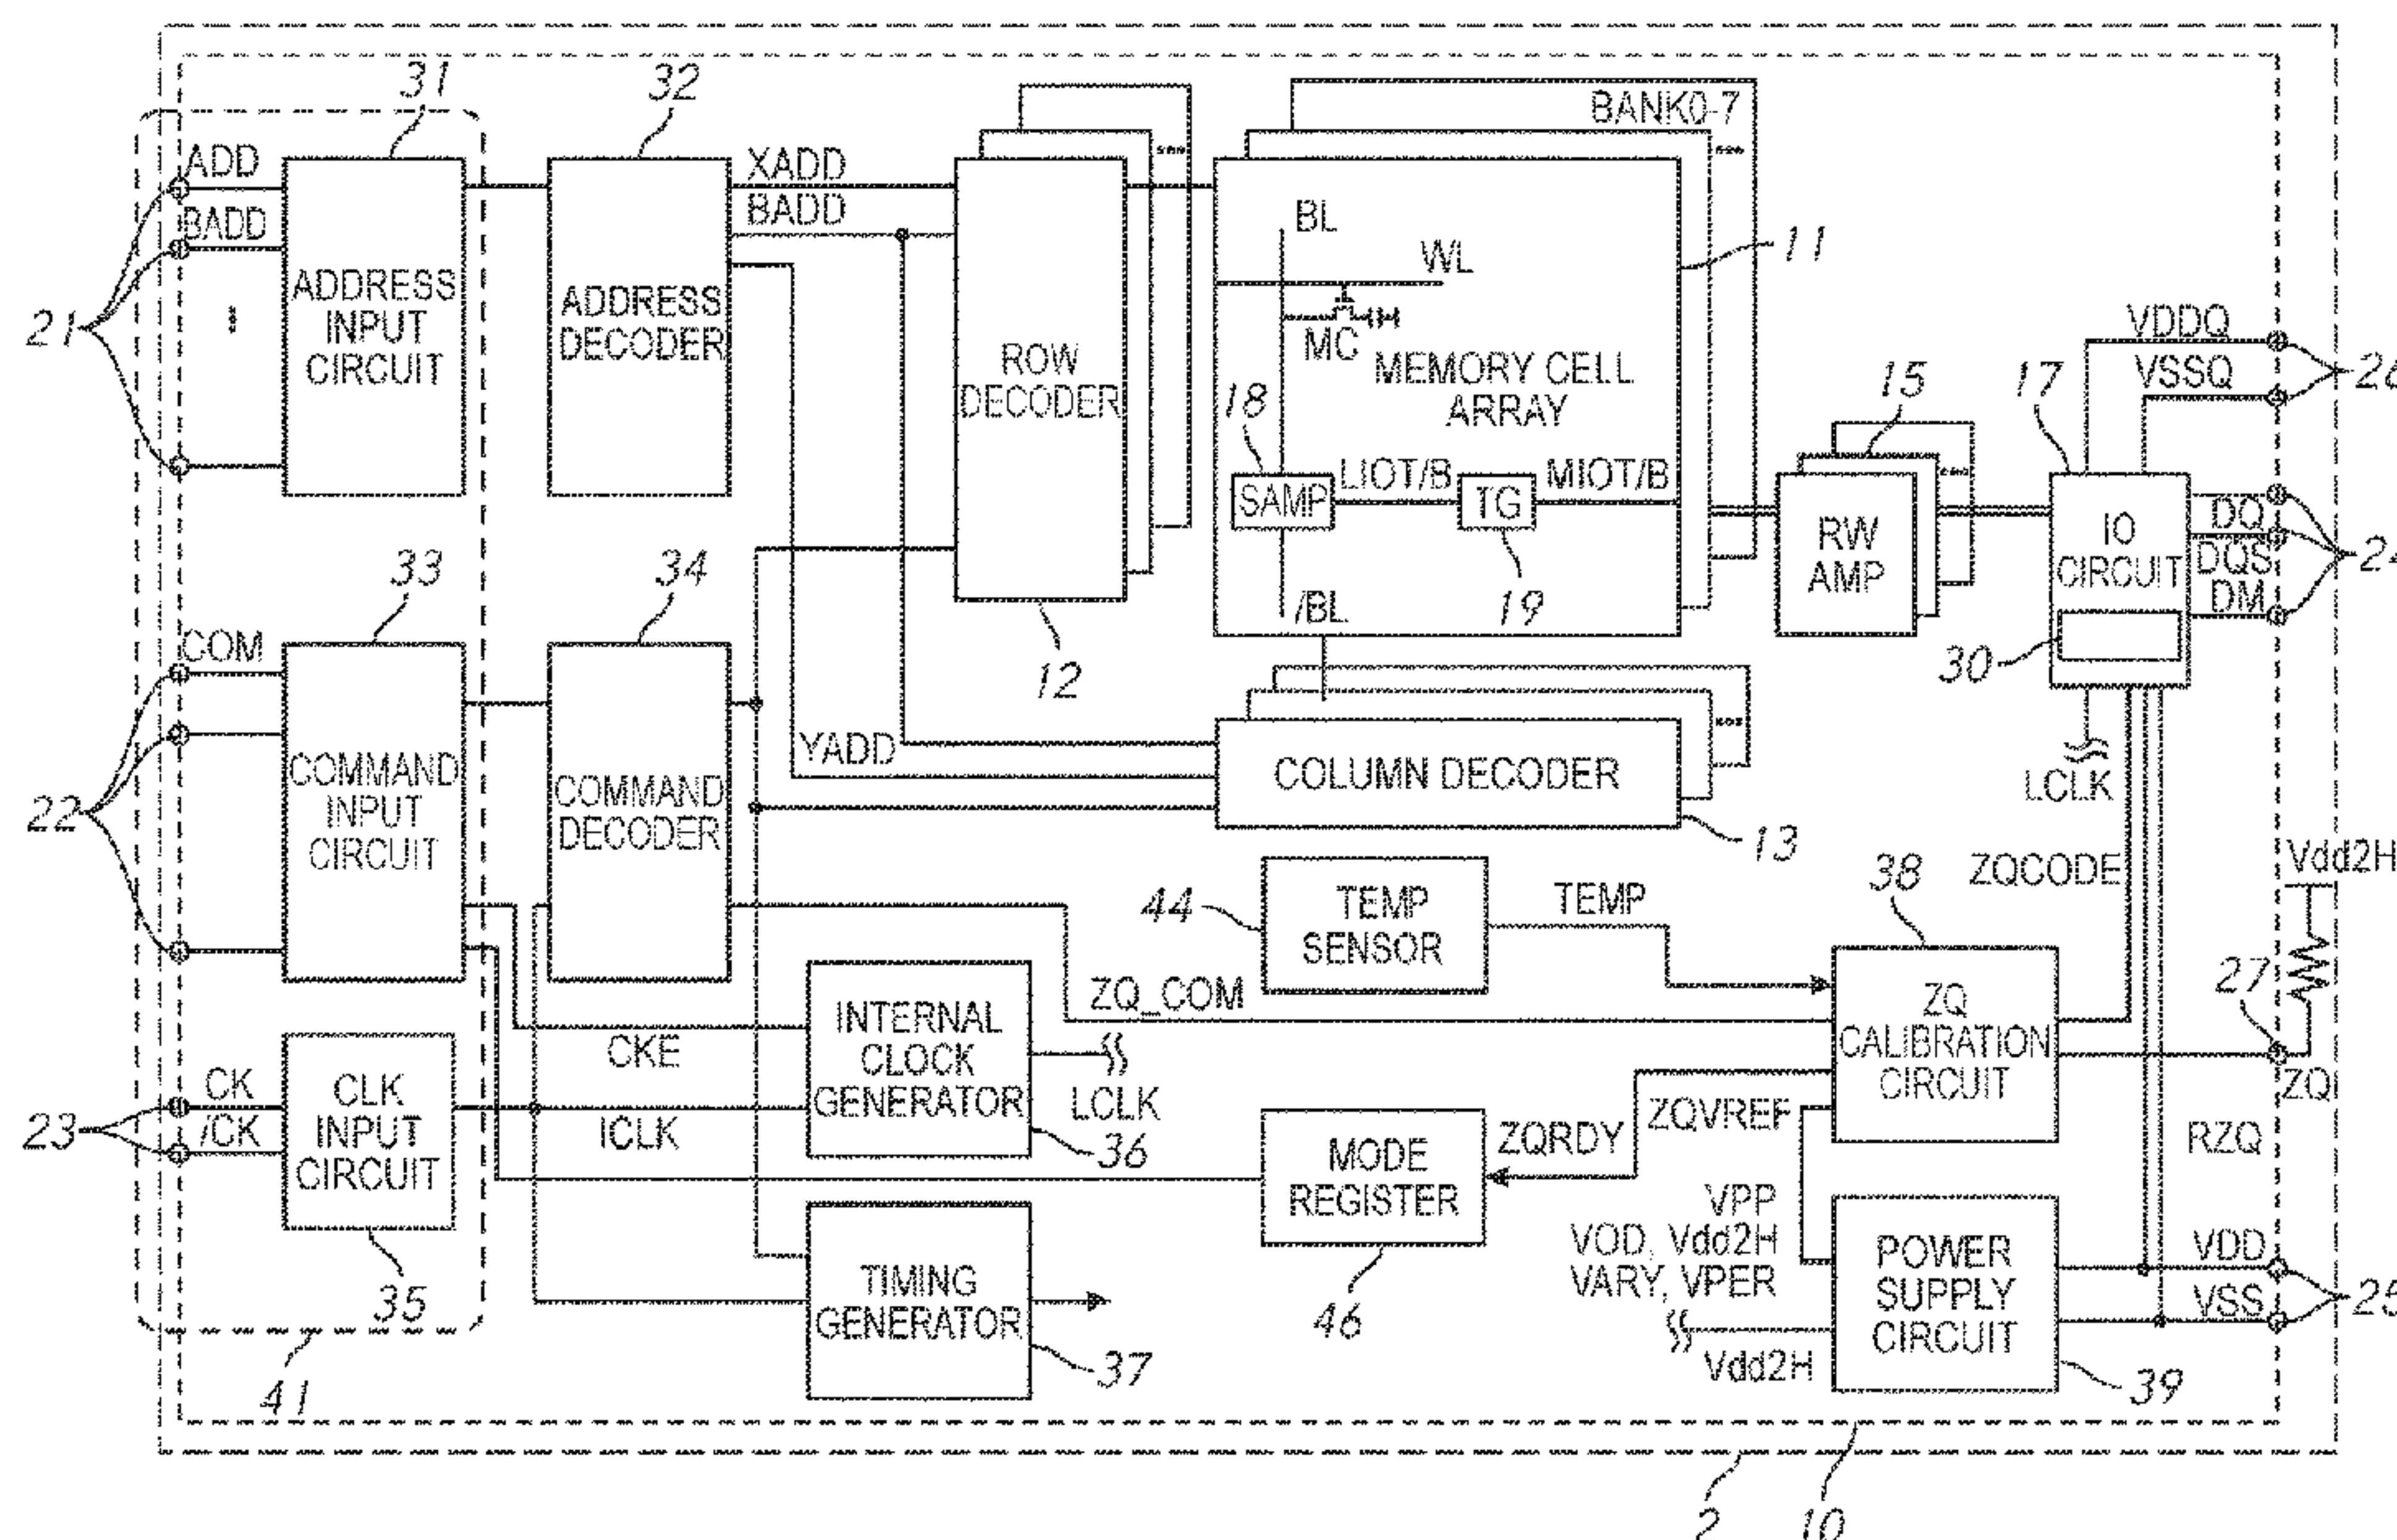 31
32
BANK0-7
ADD
XADD
BADD
BADD
BL
WL
11
21
ADDRESS
INPUT
CIRCUIT
ADDRESS
DECODER
ROW
DECODER
MC
MEMORY CELL
ARRAY
VDDQ
VSSQ
15
17
18
SAMP
LIOT/B
TG
MIOT/B
RW
AMP
IO
CIRCUIT
DQ
DQS
DM
33
34
/BL
19
12
30
COM
22
COMMAND
INPUT
CIRCUIT
COMMAND
DECODER
YADD
COLUMN DECODER
13
LCLK
ZQCODE
Vdd2H
44
TEMP
SENSOR
TEMP
38
27
ZQ_COM
ZQ
CALIBRATION
CIRCUIT
ZQ
CKE
INTERNAL
CLOCK
GENERATOR
LCLK
36
23
CK
/CK
CLK
INPUT
CIRCUIT
ICLK
MODE
REGISTER
ZQRDY
ZQVREF
RZQ
35
46
VPP
VOD, Vdd2H
VARY, VPER
Vdd2H
POWER
SUPPLY
CIRCUIT
VDD
VSS
25
39
TIMING
GENERATOR
37
41
2
10